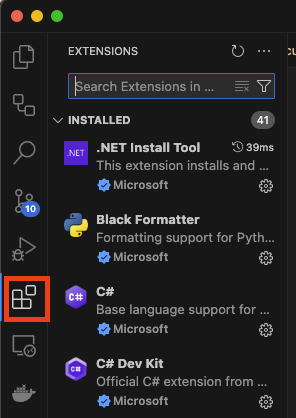 EXTENSIONS
Search Extensions in ...
INSTALLED 41
.NET Install Tool 39ms
This extension installs and ...
Microsoft
Black Formatter
Formatting support for Pyth...
Microsoft
10
C#
Base language support for ...
Microsoft
C# Dev Kit
Official C# extension from ...
Microsoft
.NET
C#
C#